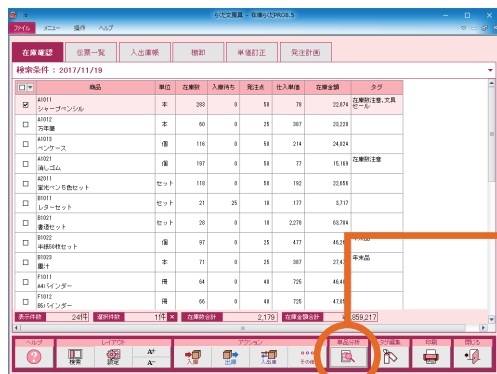 らくだ文房具 - 在庫らくだPRO8.5
ファイル メニュー 操作 ヘルプ
在庫確認 伝票一覧 入出庫帳 棚卸 単価訂正 発注計画
検索条件：2017/11/19
商品 単位 在庫数 入庫待ち 発注点 仕入単価 在庫金額 タグ
A1011
シャープペンシル 本 283 0 50 78 22,074 在庫数注意,文具
セール
A1012
万年筆 本 60 0 25 387 23,220
A1013
ペンケース 個 116 0 50 214 24,824
A1021
消しゴム 個 197 0 50 77 15,169 在庫数注意
A2011
蛍光ペン5色セット セット 118 0 50 192 22,656
B1011
レターセット セット 21 25 10 177 3,717
B1021
書道セット セット 28 0 10 2,278 63,784
B1022
半紙50枚セット 個 97 0 25 477
B1023
墨汁 本 71 0 25 387 年末品
F1011
A4バインダー 冊 64 0 40 725
F1012
B5バインダー 冊 66 0 40 725
表示件数 241件 選択件数 1件 × 在庫数合計 2,179 在庫金額合計 859,217
ヘルプ レイアウト アクション 単品分析 タグ編集 印刷 閉じる
検索 設定 A+ A- 入庫 出庫 入出庫 その他